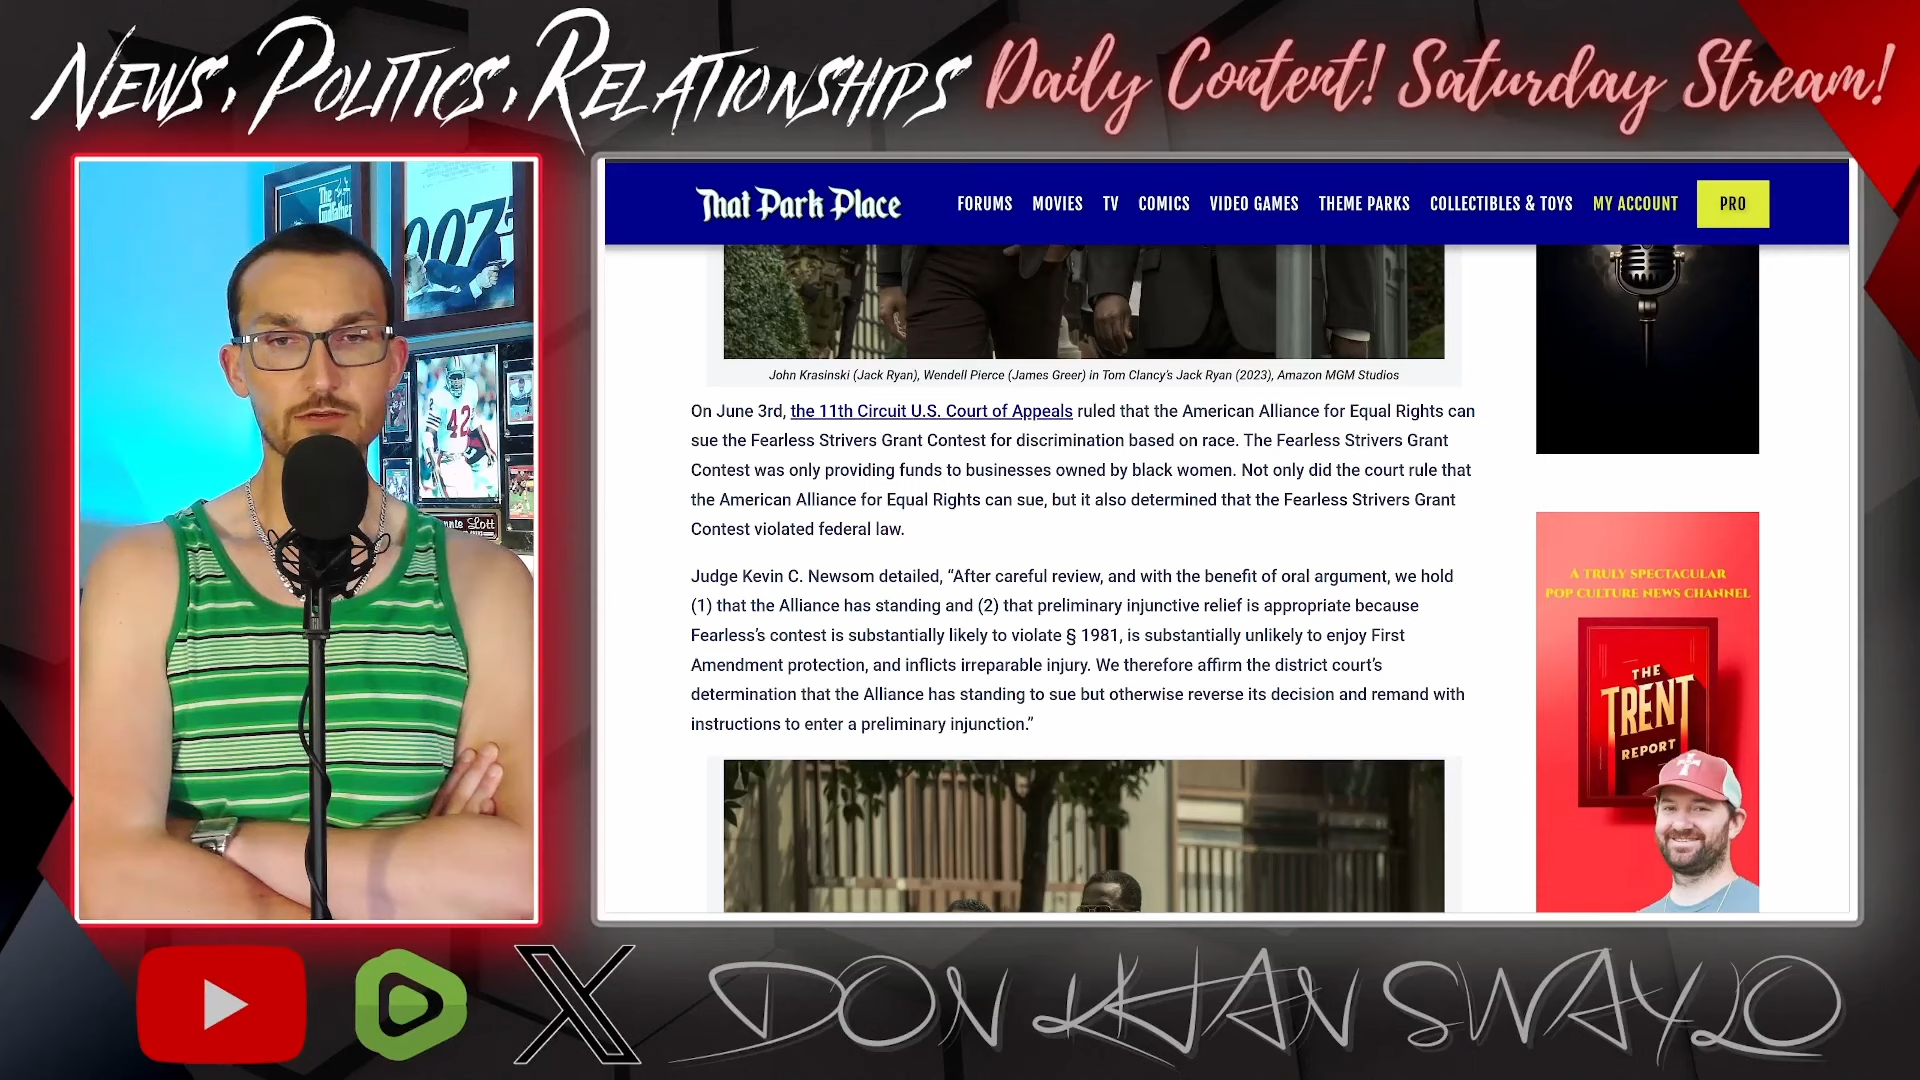 News, Politics, Relationships Daily Content! Saturday Stream!
The Godfather
007
42
nnie Lott
That Park Place
FORUMS MOVIES TV COMICS VIDEO GAMES THEME PARKS COLLECTIBLES & TOYS MY ACCOUNT PRO
John Krasinski (Jack Ryan), Wendell Pierce (James Greer) in Tom Clancy's Jack Ryan (2023), Amazon MGM Studios
On June 3rd, the 11th Circuit U.S. Court of Appeals ruled that the American Alliance for Equal Rights can
sue the Fearless Strivers Grant Contest for discrimination based on race. The Fearless Strivers Grant
Contest was only providing funds to businesses owned by black women. Not only did the court rule that
the American Alliance for Equal Rights can sue, but it also determined that the Fearless Strivers Grant
Contest violated federal law.
Judge Kevin C. Newsom detailed, “After careful review, and with the benefit of oral argument, we hold
(1) that the Alliance has standing and (2) that preliminary injunctive relief is appropriate because
Fearless’s contest is substantially likely to violate § 1981, is substantially unlikely to enjoy First
Amendment protection, and inflicts irreparable injury. We therefore affirm the district court’s
determination that the Alliance has standing to sue but otherwise reverse its decision and remand with
instructions to enter a preliminary injunction.”
A TRULY SPECTACULAR
POP CULTURE NEWS CHANNEL
THE
TRENT
REPORT
DON KHAN SWAYLO